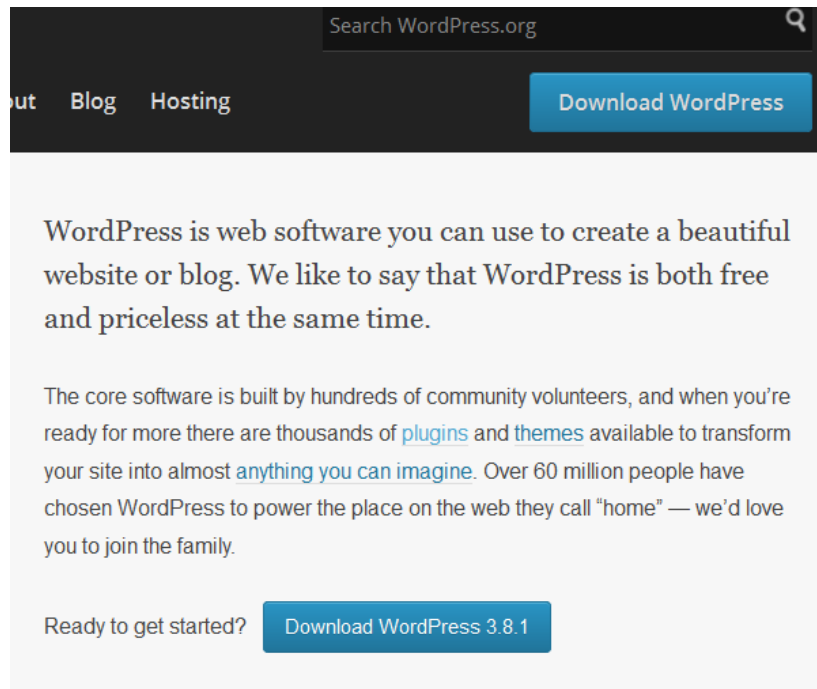 Search WordPress.org
out Blog Hosting Download WordPress
WordPress is web software you can use to create a beautiful
website or blog. We like to say that WordPress is both free
and priceless at the same time.
The core software is built by hundreds of community volunteers, and when you’re
ready for more there are thousands of plugins and themes available to transform
your site into almost anything you can imagine. Over 60 million people have
chosen WordPress to power the place on the web they call “home” — we’d love
you to join the family.
Ready to get started? Download WordPress 3.8.1